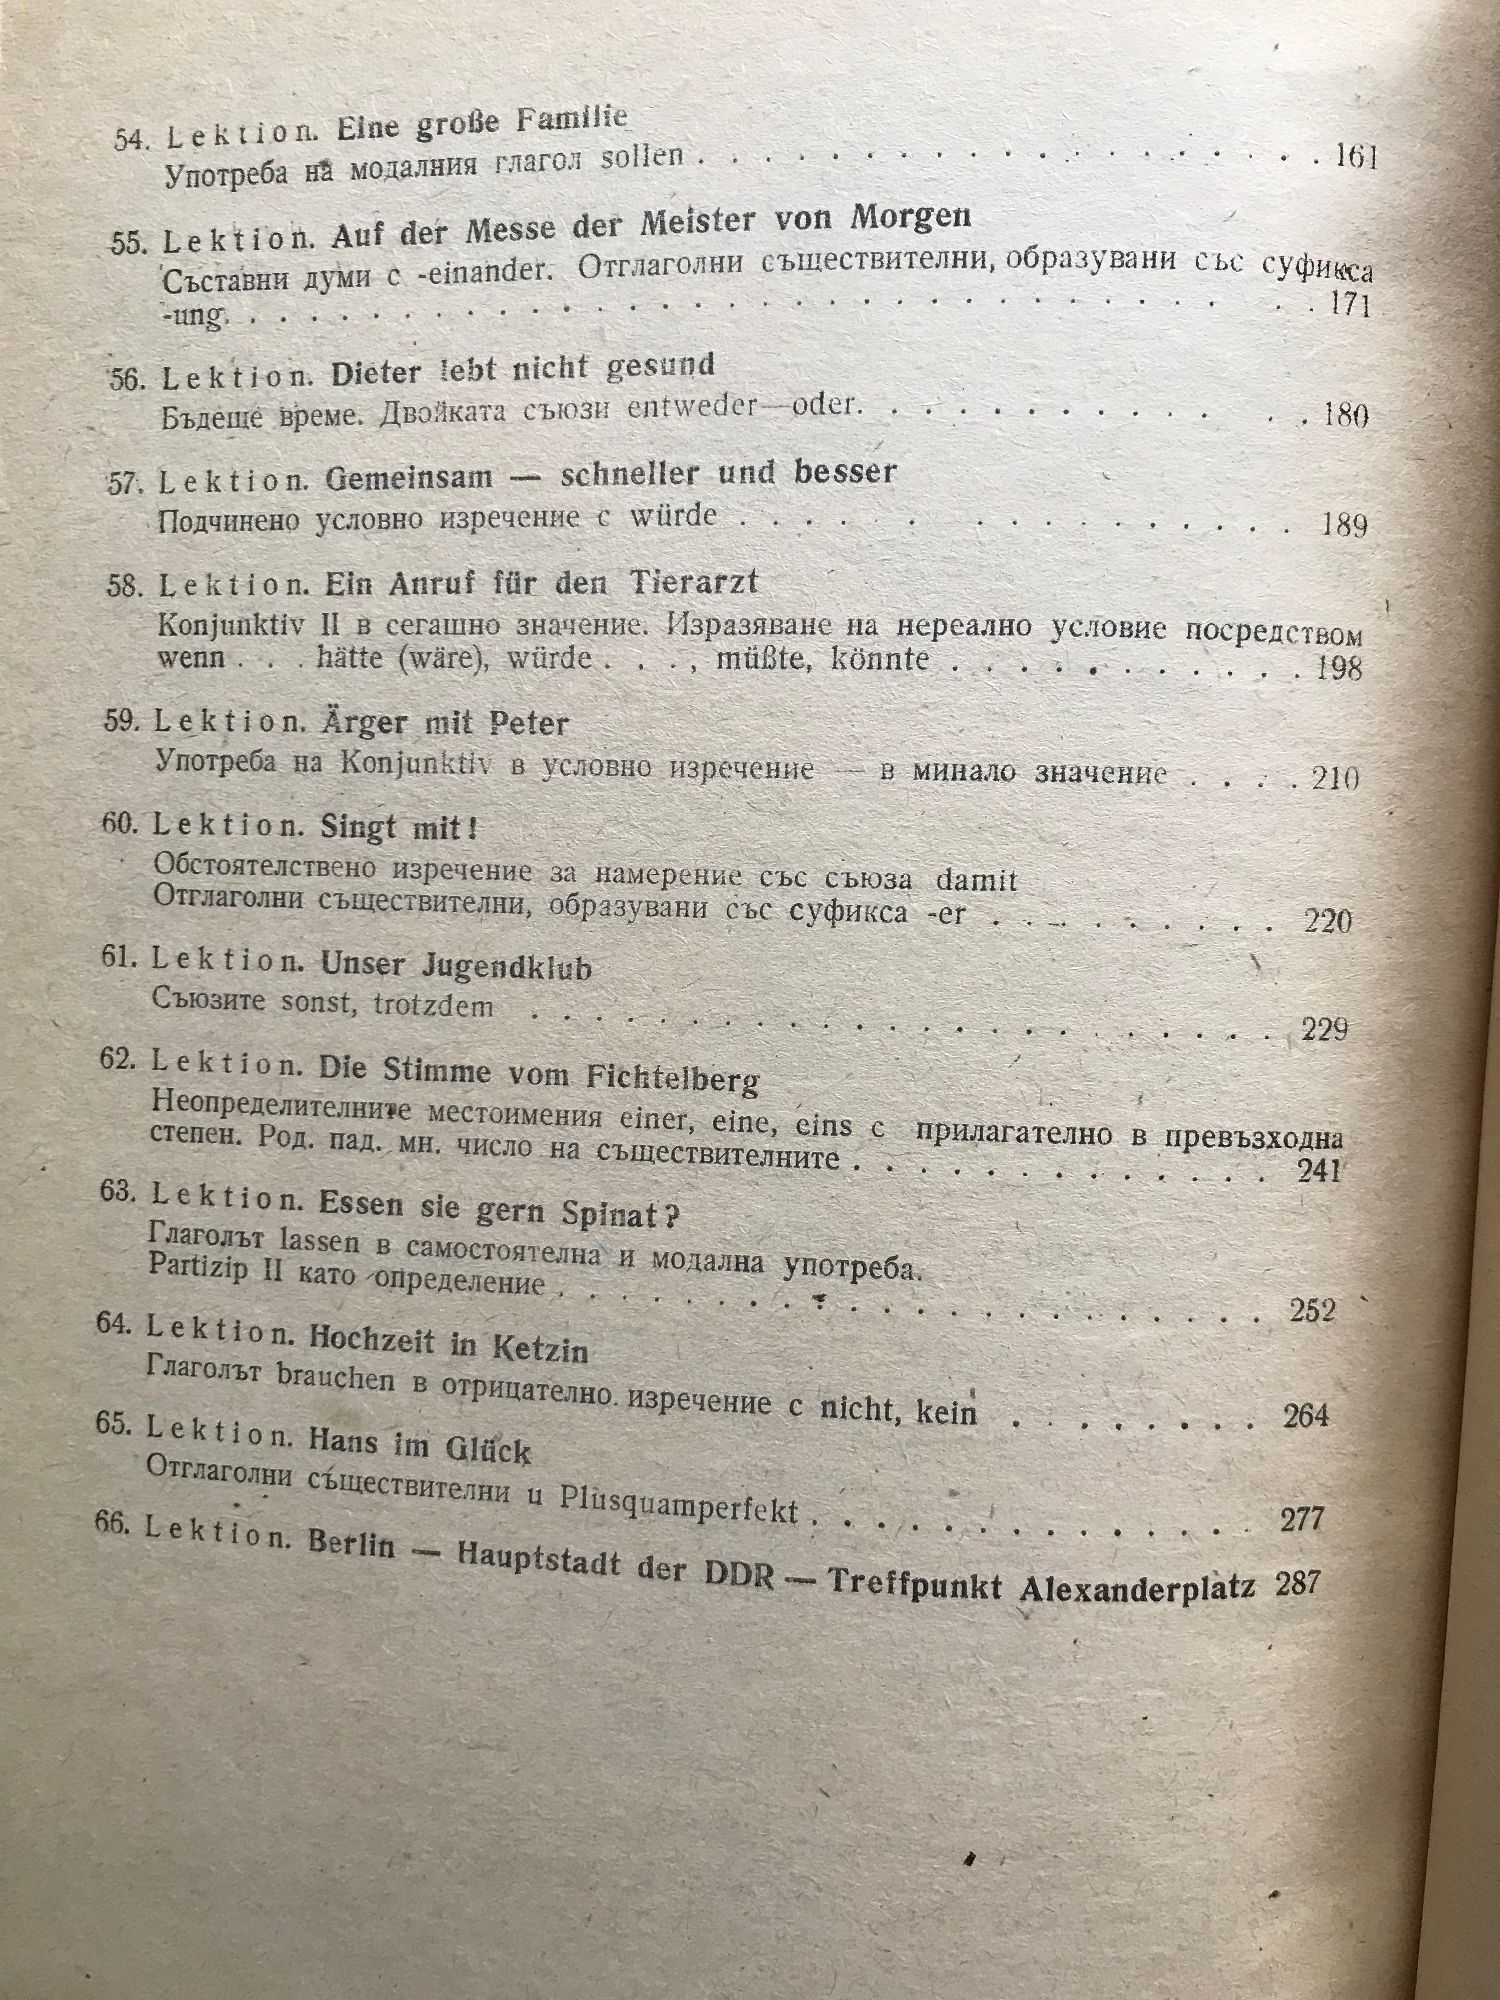 54. Lektion. Eine große Familie
Употреба на модалния глагол sollen . . . . . . . . . . . . . . . . . . . . 161
55. Lektion. Auf der Messe der Meister von Morgen
Съставни думи с -einander. Отглаголни съществителни, образувани със суфикса
-ung. . . . . . . . . . . . . . . . . . . . . . . . . . . . . . . . . . 171
56. Lektion. Dieter lebt nicht gesund
Бъдеще време. Двойката съюзи entweder—oder. . . . . . . . . . . . . . 180
57. Lektion. Gemeinsam — schneller und besser
Подчинено условно изречение с würde . . . . . . . . . . . . . . . . . . 189
58. Lektion. Ein Anruf für den Tierarzt
Konjunktiv II в сегашно значение. Изразяване на нереално условие посредством
wenn . . . hätte (wäre), würde . . . , müßte, könnte . . . . . . . . . . . . 198
59. Lektion. Ärger mit Peter
Употреба на Konjunktiv в условно изречение — в минало значение . . . . 210
60. Lektion. Singt mit!
Обстоятелствено изречение за намерение със съюза damit
Отглаголни съществителни, образувани със суфикса -er . . . . . . . . . 220
61. Lektion. Unser Jugendklub
Съюзите sonst, trotzdem . . . . . . . . . . . . . . . . . . . . . . . . 229
62. Lektion. Die Stimme vom Fichtelberg
Неопределителните местоимения einer, eine, eins с прилагателно в превъзходна
степен. Род. пад. мн. число на съществителните . . . . . . . . . . . . . 241
63. Lektion. Essen sie gern Spinat?
Глаголът lassen в самостоятелна и модална употреба.
Partizip II като определение . . . . . . . . . . . . . . . . . . . . . . . 252
64. Lektion. Hochzeit in Ketzin
Глаголът brauchen в отрицателно изречение с nicht, kein . . . . . . . . 264
65. Lektion. Hans im Glück
Отглаголни съществителни и Plusquamperfekt . . . . . . . . . . . . . . 277
66. Lektion. Berlin — Hauptstadt der DDR — Treffpunkt Alexanderplatz 287